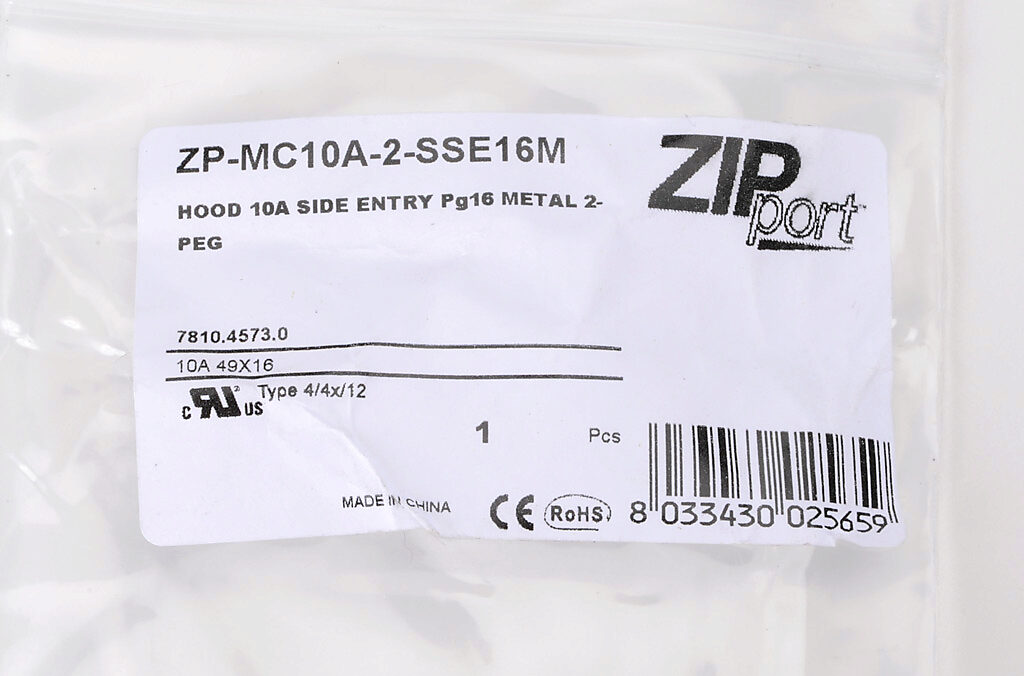 ZP-MC10A-2-SSE16M
ZIPport
HOOD 10A SIDE ENTRY Pg16 METAL 2-
PEG
7810.4573.0
10A 49X16
c RU US Type 4/4x/12
1 Pcs
MADE IN CHINA CE RoHS 8 033430 025659